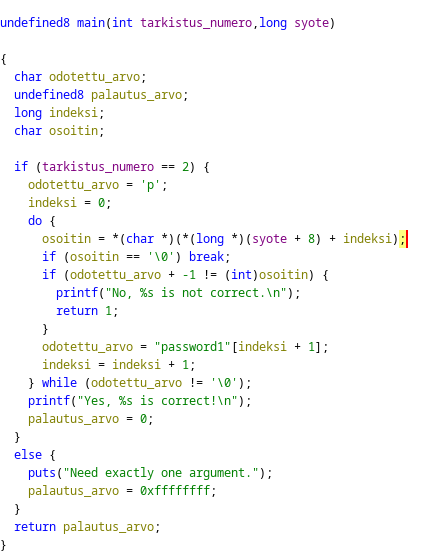 undefined8 main(int tarkistus_numero,long syote)
{
char odotettu_arvo;
undefined8 palautus_arvo;
long indeksi;
char osoitin;
if (tarkistus_numero == 2) {
odotettu_arvo = 'p';
indeksi = 0;
do {
osoitin = *(char *)(*(long *)(syote + 8) + indeksi);
if (osoitin == '\0') break;
if (odotettu_arvo + -1 != (int)osoitin) {
printf("No, %s is not correct.\n");
return 1;
}
odotettu_arvo = "password1"[indeksi + 1];
indeksi = indeksi + 1;
} while (odotettu_arvo != '\0');
printf("Yes, %s is correct!\n");
palautus_arvo = 0;
}
else {
puts("Need exactly one argument.");
palautus_arvo = 0xffffffff;
}
return palautus_arvo;
}